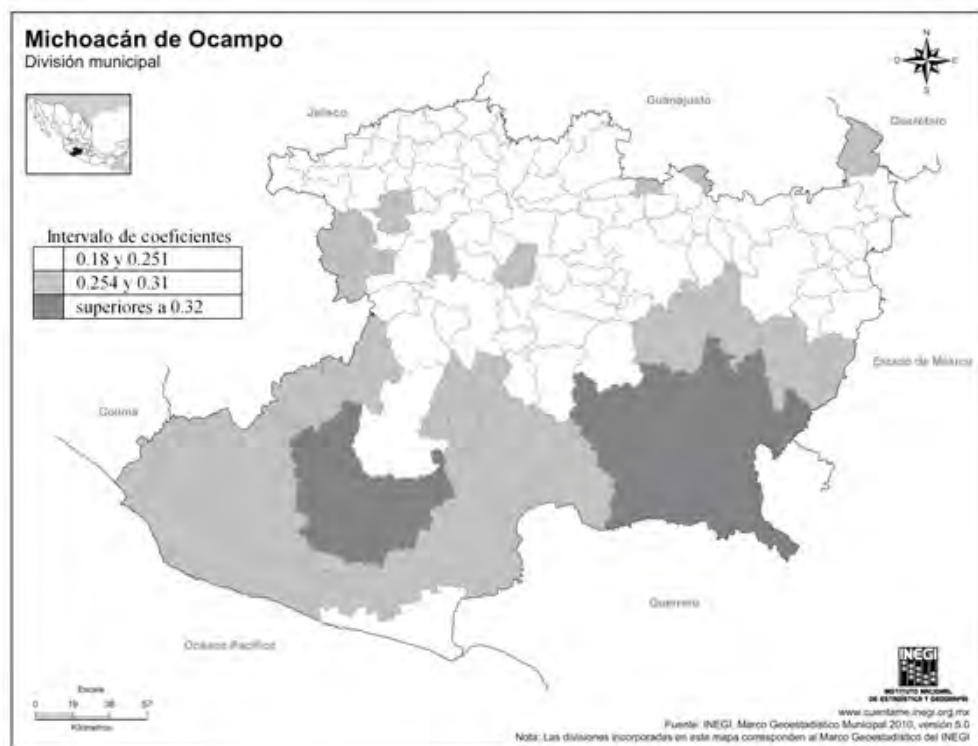 Michoacán de Ocampo
División municipal
N
O
E
S
Jalisco
Guanajuato
Querétaro
Intervalo de coeficientes
0.18 y 0.251
0.254 y 0.31
superiores a 0.32
Estado de México
Colima
Guerrero
Océano Pacífico
INEGI
INSTITUTO NACIONAL
DE ESTADÍSTICA Y GEOGRAFÍA
Escala
0 19 38 57
Kilómetros
www.cuentame.inegi.org.mx
Fuente: INEGI. Marco Geoestadístico Municipal 2010, versión 5.0
Nota: Las divisiones incorporadas en este mapa corresponden al Marco Geoestadístico del INEGI